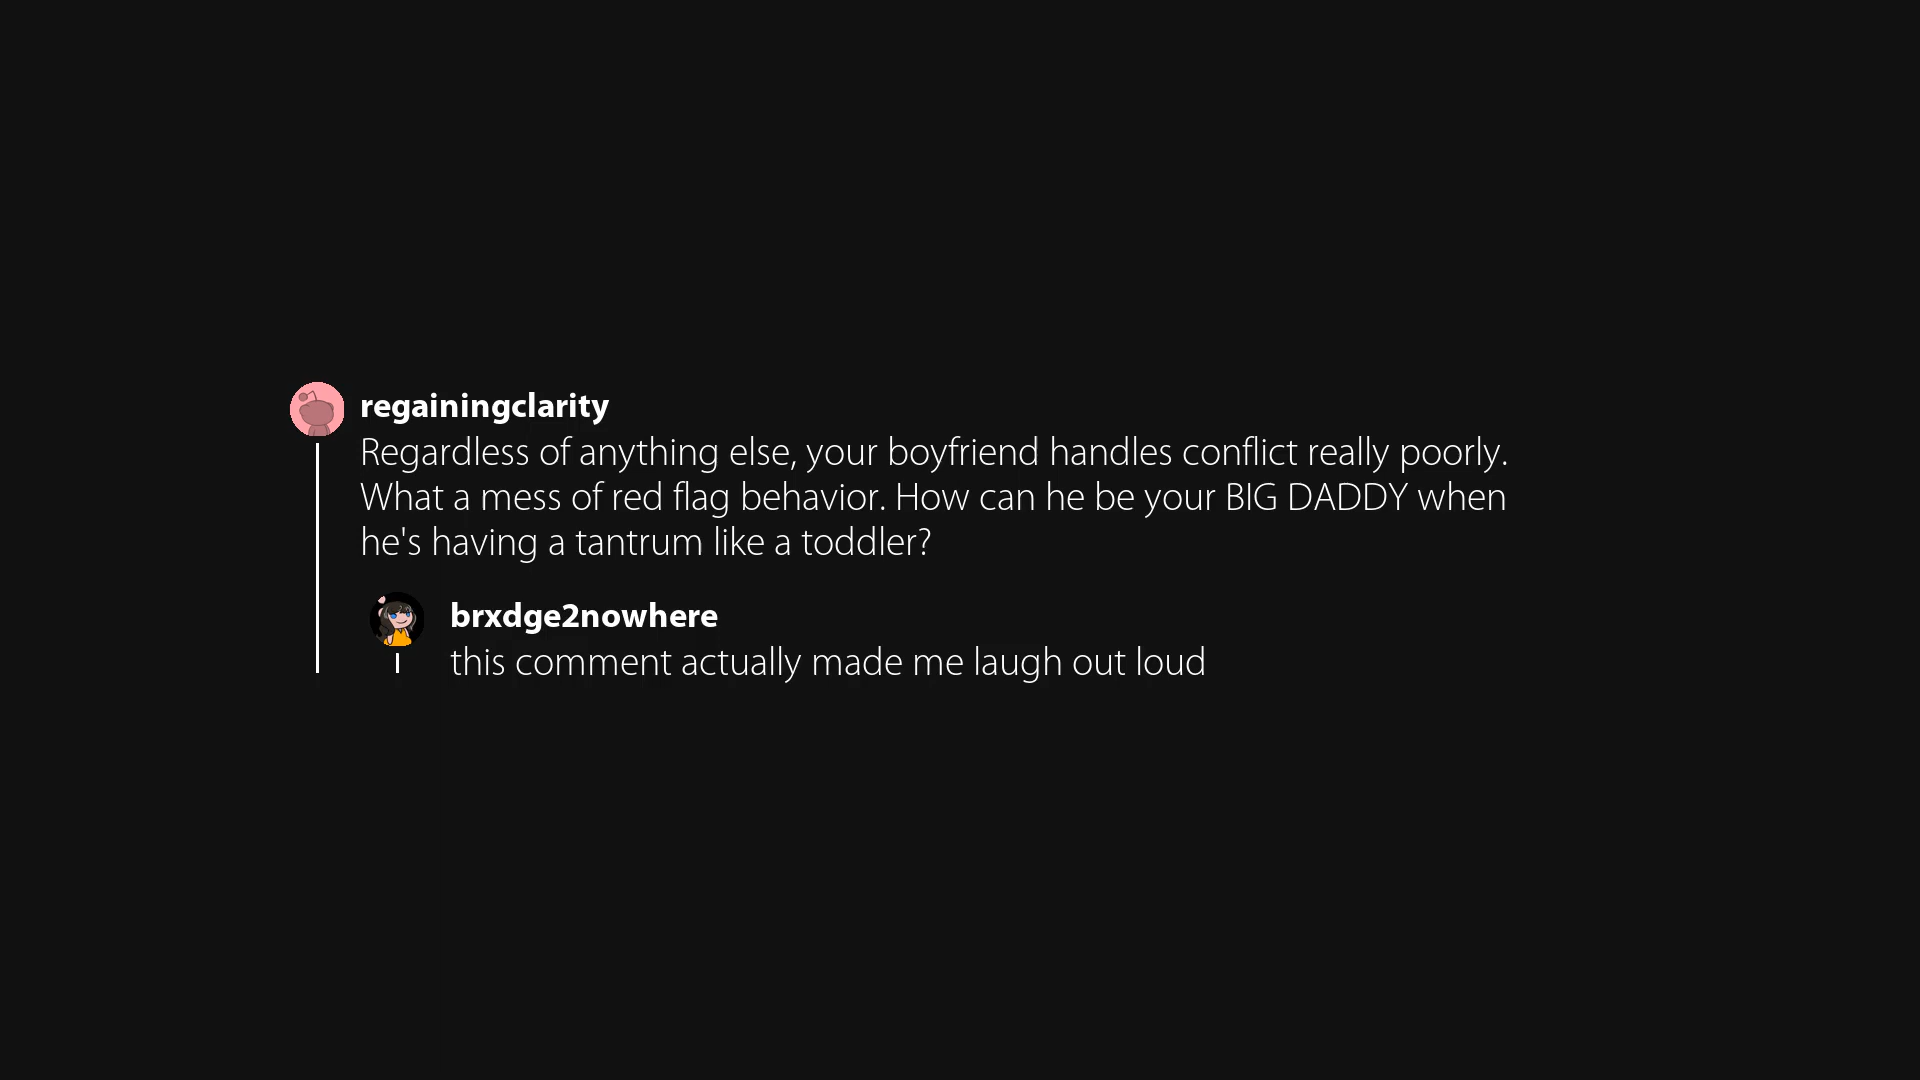 regainingclarity
Regardless of anything else, your boyfriend handles conflict really poorly.
What a mess of red flag behavior. How can he be your BIG DADDY when
he's having a tantrum like a toddler?
brxdge2nowhere
this comment actually made me laugh out loud